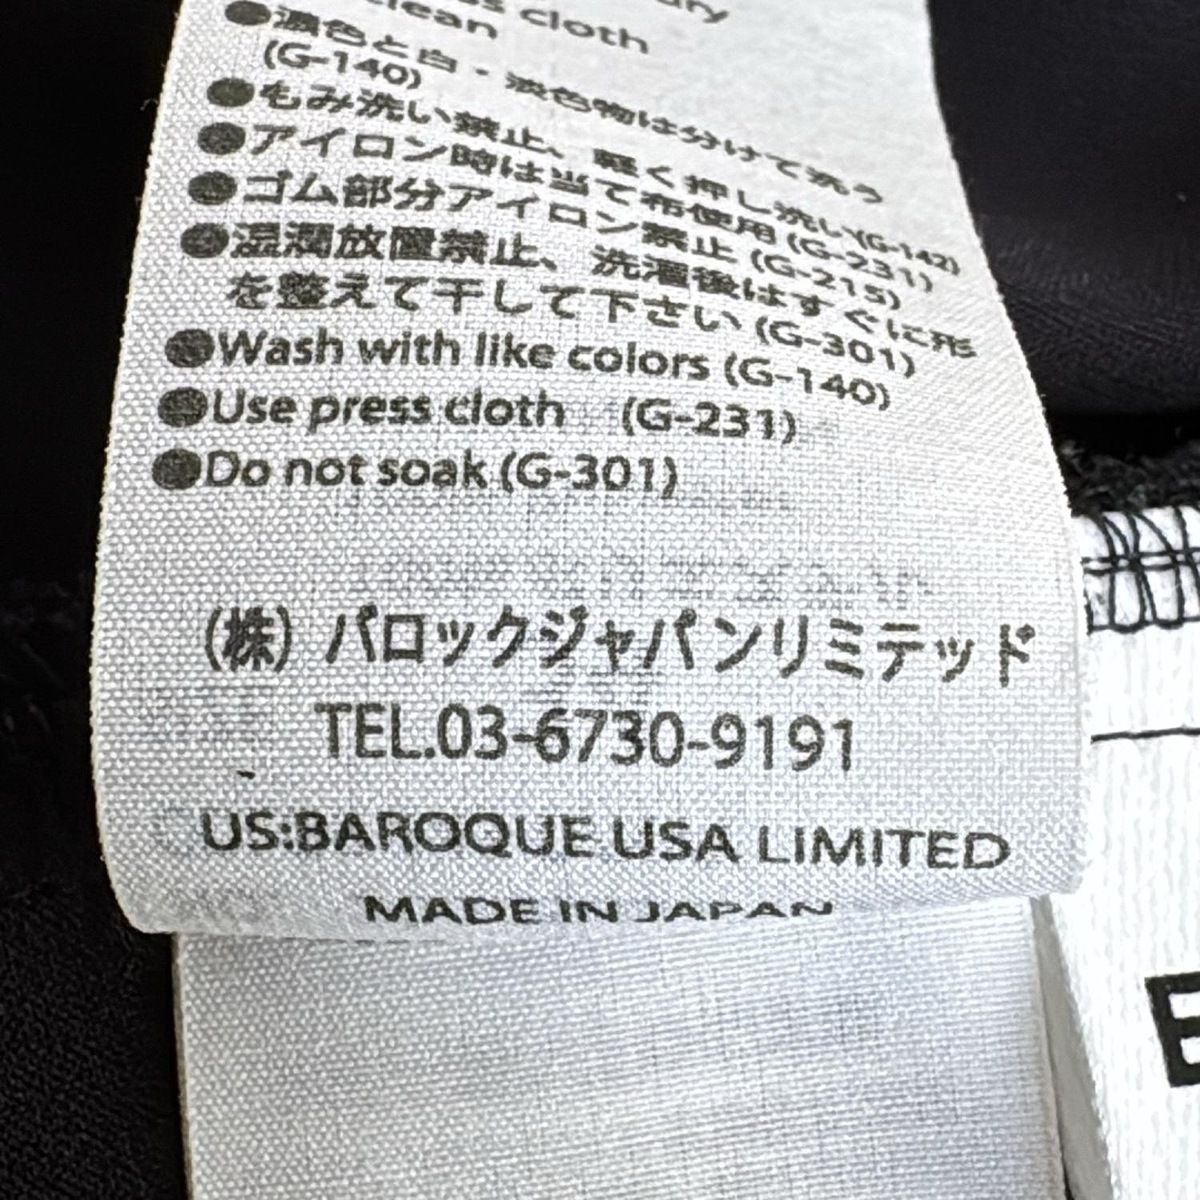 ss cloth
clean
●濃色と白・淡色物は分けて洗う
(G-140)
●もみ洗い禁止、軽く押し洗い(G-142)
●アイロン時は当て布使用(G-231)
●ゴム部分アイロン禁止(G-215)
●湿潤放置禁止、洗濯後はすぐに形
を整えて干して下さい(G-301)
●Wash with like colors (G-140)
●Use press cloth (G-231)
●Do not soak (G-301)
(株) バロックジャパンリミテッド
TEL.03-6730-9191
US:BAROQUE USA LIMITED
MADE IN JAPAN